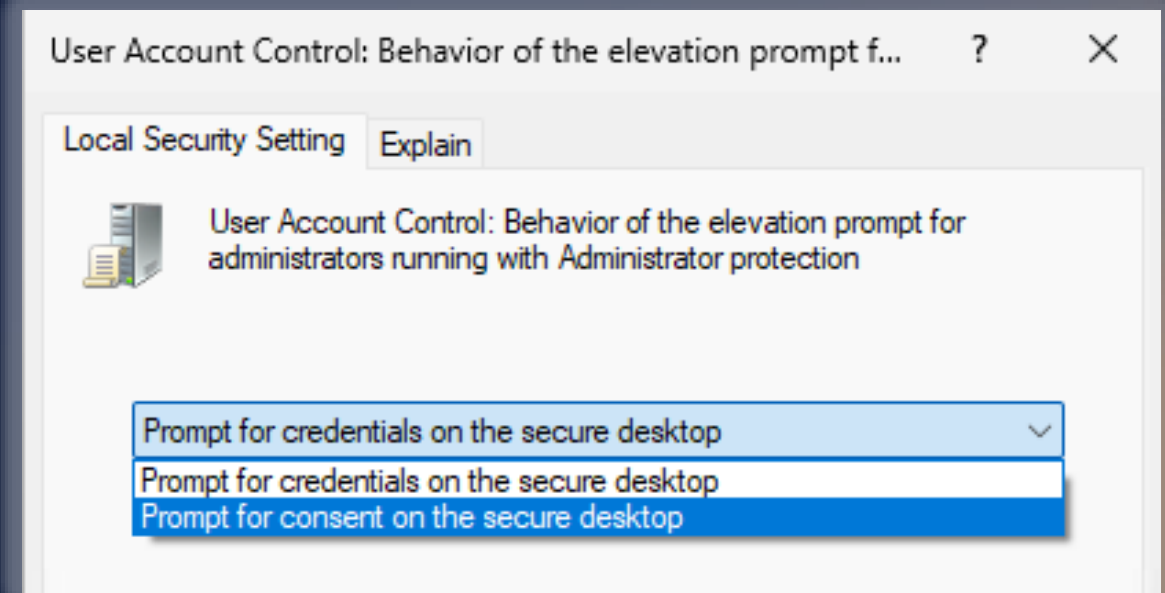 User Account Control: Behavior of the elevation prompt f...
?
Local Security Setting
Explain
User Account Control: Behavior of the elevation prompt for
administrators running with Administrator protection
Prompt for credentials on the secure desktop
Prompt for credentials on the secure desktop
Prompt for consent on the secure desktop